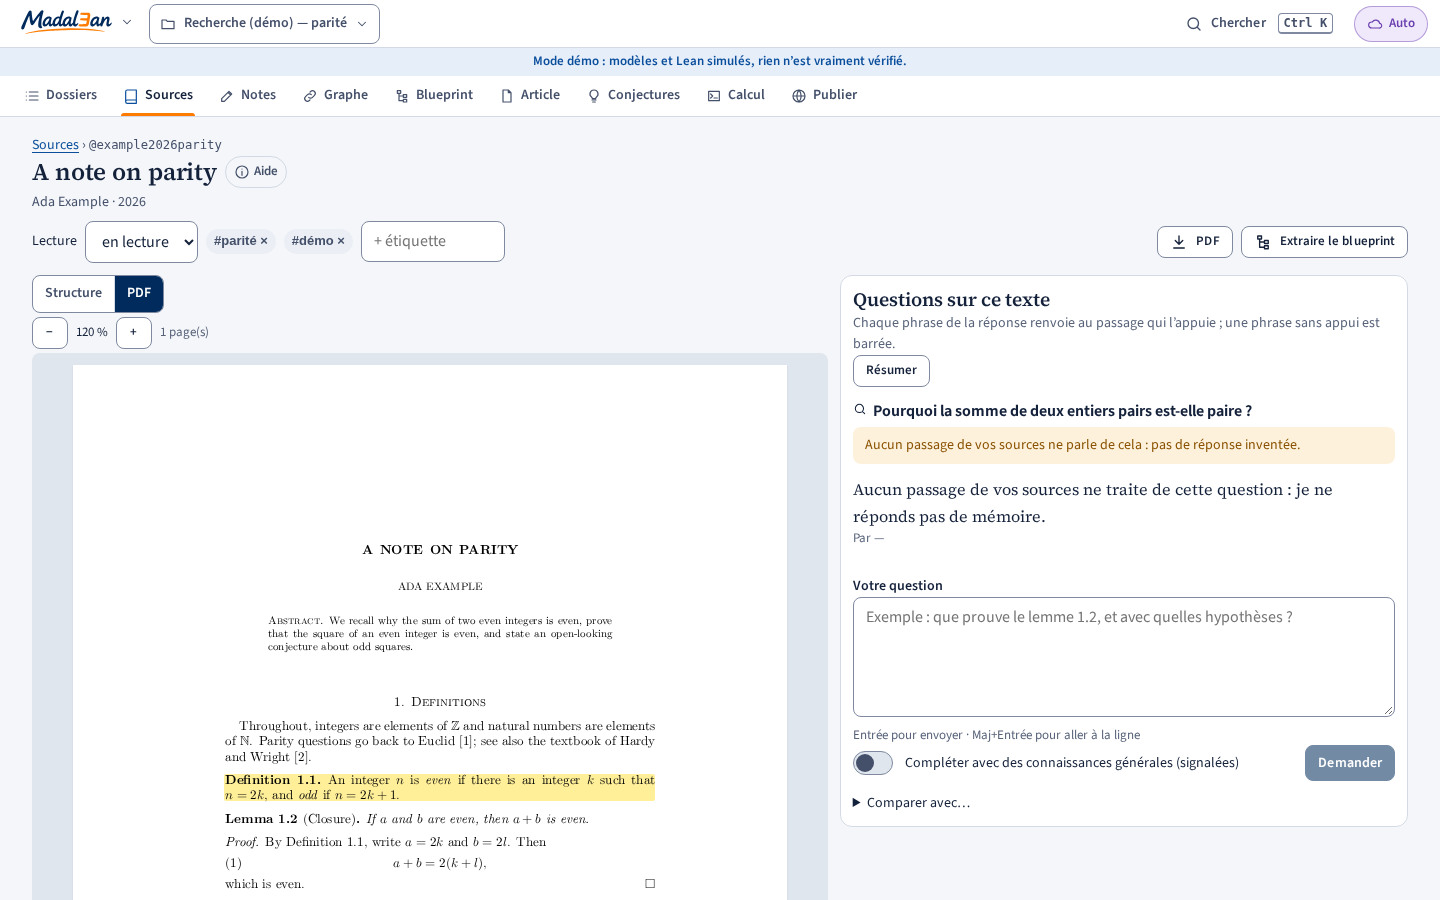 Madalean
Recherche (démo) — parité
Chercher
Ctrl K
Auto
Mode démo : modèles et Lean simulés, rien n’est vraiment vérifié.
Dossiers
Sources
Notes
Graphe
Blueprint
Article
Conjectures
Calcul
Publier
Sources › @example2026parity
A note on parity
Aide
Ada Example · 2026
Lecture
en lecture
#parité ×
#démo ×
+ étiquette
PDF
Extraire le blueprint
Structure
PDF
−
120 %
+
1 page(s)
A NOTE ON PARITY
ADA EXAMPLE
Abstract. We recall why the sum of two even integers is even, prove
that the square of an even integer is even, and state an open-looking
conjecture about odd squares.
1. Definitions
Throughout, integers are elements of ℤ and natural numbers are elements
of ℕ. Parity questions go back to Euclid [1]; see also the textbook of Hardy
and Wright [2].
Definition 1.1. An integer n is even if there is an integer k such that
n = 2k, and odd if n = 2k + 1.
Lemma 1.2 (Closure). If a and b are even, then a + b is even.
Proof. By Definition 1.1, write a = 2k and b = 2l. Then
(1) a + b = 2(k + l),
which is even. □
Questions sur ce texte
Chaque phrase de la réponse renvoie au passage qui l’appuie ; une phrase sans appui est
barrée.
Résumer
Pourquoi la somme de deux entiers pairs est-elle paire ?
Aucun passage de vos sources ne parle de cela : pas de réponse inventée.
Aucun passage de vos sources ne traite de cette question : je ne
réponds pas de mémoire.
Par —
Votre question
Exemple : que prouve le lemme 1.2, et avec quelles hypothèses ?
Entrée pour envoyer · Maj+Entrée pour aller à la ligne
Compléter avec des connaissances générales (signalées)
Demander
Comparer avec…